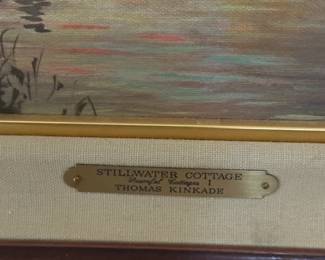 STILLWATER COTTAGE
Peaceful Cottages I
THOMAS KINKADE